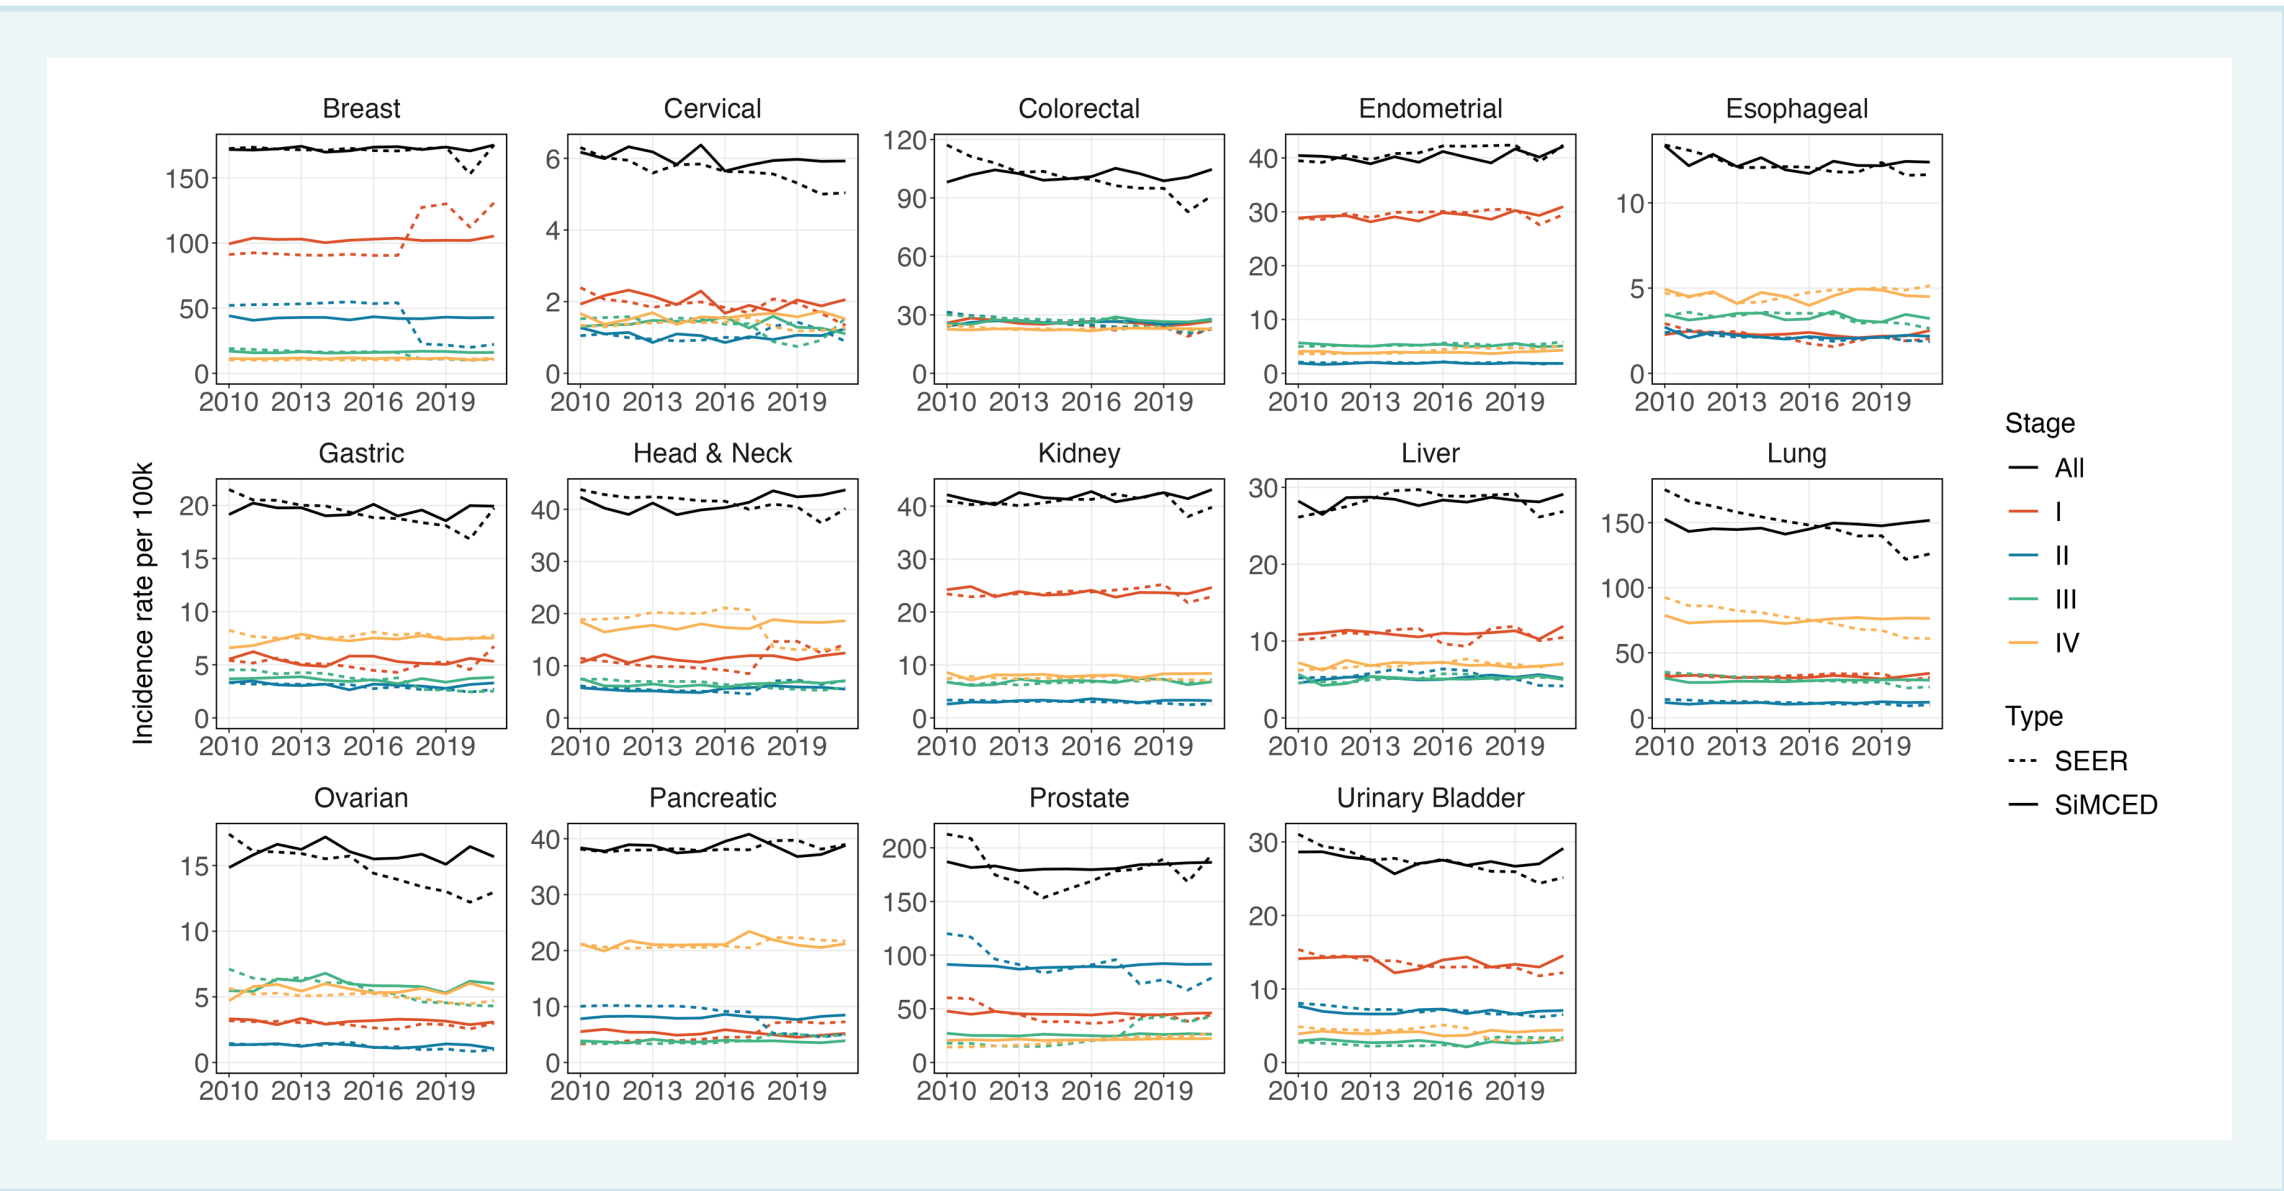 Breast
Cervical
Colorectal
Endometrial
Esophageal
150
100
50
0
2010 2013 2016 2019
6
4
2
0
2010 2013 2016 2019
120
90
60
30
0
2010 2013 2016 2019
40
30
20
10
0
2010 2013 2016 2019
10
5
0
2010 2013 2016 2019
Incidence rate per 100k
Gastric
Head & Neck
Kidney
Liver
Lung
20
15
10
5
0
2010 2013 2016 2019
40
30
20
10
0
2010 2013 2016 2019
40
30
20
10
0
2010 2013 2016 2019
30
20
10
0
2010 2013 2016 2019
150
100
50
0
2010 2013 2016 2019
Ovarian
Pancreatic
Prostate
Urinary Bladder
15
10
5
0
2010 2013 2016 2019
40
30
20
10
0
2010 2013 2016 2019
200
150
100
50
0
2010 2013 2016 2019
30
20
10
0
2010 2013 2016 2019
Stage
All
I
II
III
IV
Type
SEER
SiMCED